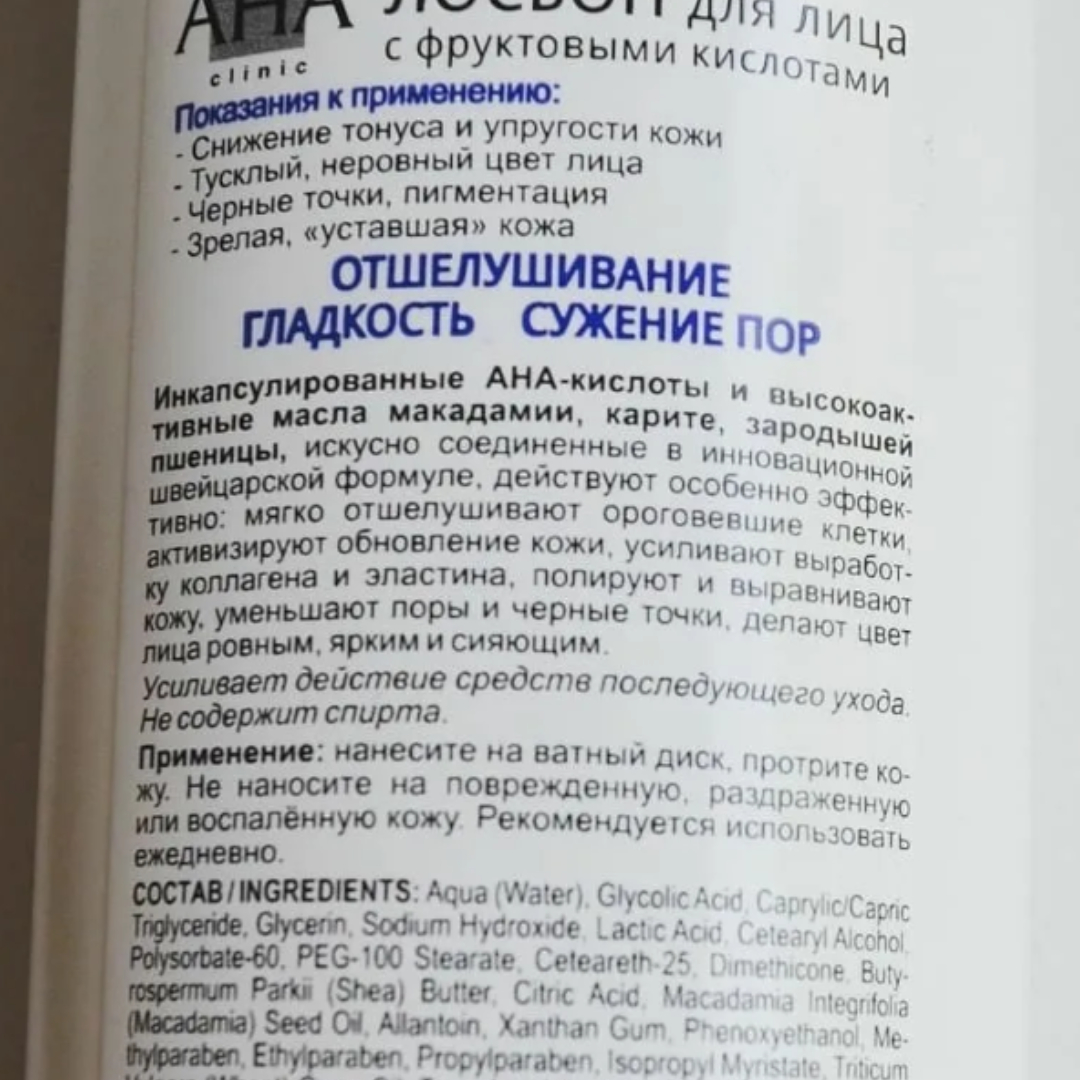 AHA ЛОСЬОН для лица
clinic с фруктовыми кислотами
Показания к применению:
- Снижение тонуса и упругости кожи
- Тусклый, неровный цвет лица
- Черные точки, пигментация
- Зрелая, «уставшая» кожа
ОТШЕЛУШИВАНИЕ
ГЛАДКОСТЬ СУЖЕНИЕ ПОР
Инкапсулированные АНА-кислоты и высокоак-
тивные масла макадамии, карите, зародышей
пшеницы, искусно соединенные в инновационной
швейцарской формуле, действуют особенно эффек-
тивно: мягко отшелушивают ороговевшие клетки,
активизируют обновление кожи, усиливают выработ-
ку коллагена и эластина, полируют и выравнивают
кожу, уменьшают поры и черные точки, делают цвет
лица ровным, ярким и сияющим.
Усиливает действие средств последующего ухода.
Не содержит спирта.
Применение: нанесите на ватный диск, протрите ко-
жу. Не наносите на поврежденную, раздраженную
или воспалённую кожу. Рекомендуется использовать
ежедневно.
СОСТАВ/INGREDIENTS: Aqua (Water), Glycolic Acid, Caprylic/Capric
Triglyceride, Glycerin, Sodium Hydroxide, Lactic Acid, Cetearyl Alcohol,
Polysorbate-60, PEG-100 Stearate, Ceteareth-25, Dimethicone, Buty-
rospermum Parkii (Shea) Butter, Citric Acid, Macadamia Integrifolia
(Macadamia) Seed Oil, Allantoin, Xanthan Gum, Phenoxyethanol, Me-
thylparaben, Ethylparaben, Propylparaben, Isopropyl Myristate, Triticum